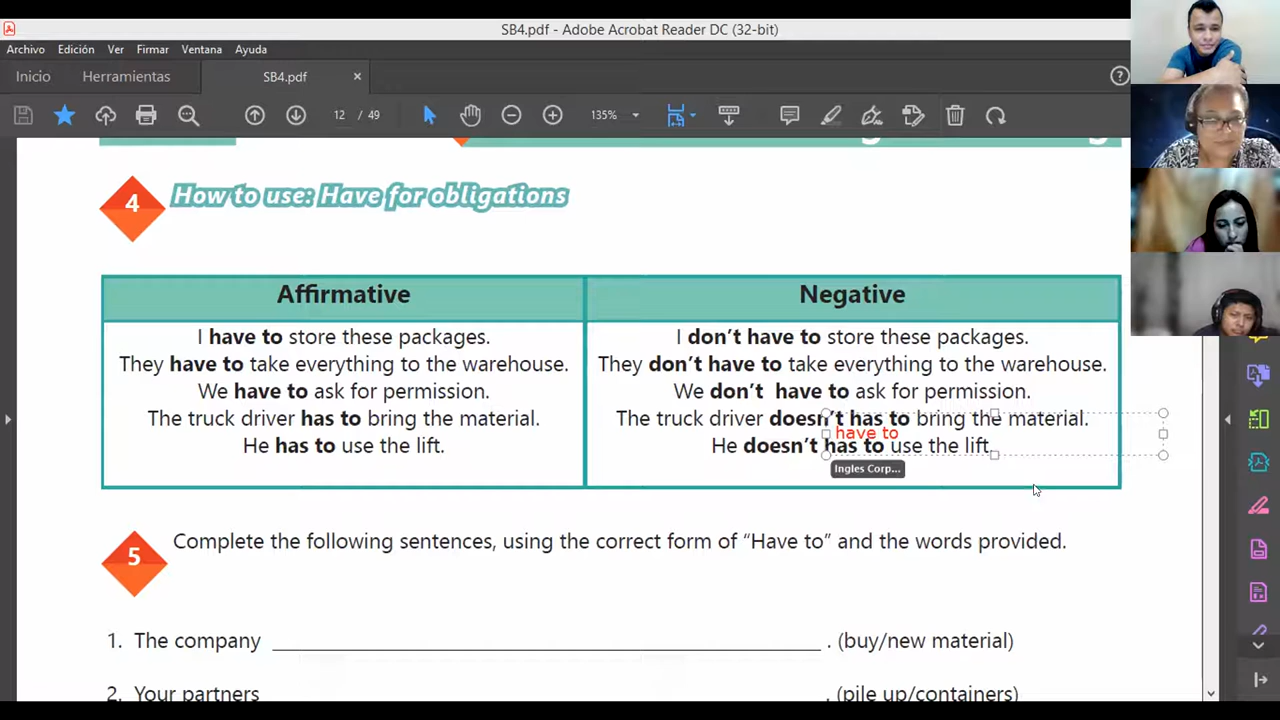 SB4.pdf - Adobe Acrobat Reader DC (32-bit)
Archivo Edición Ver Firmar Ventana Ayuda
Inicio Herramientas SB4.pdf ×
12 / 49 135%
4 How to use: Have for obligations
Affirmative
I have to store these packages.
They have to take everything to the warehouse.
We have to ask for permission.
The truck driver has to bring the material.
He has to use the lift.
Negative
I don't have to store these packages.
They don't have to take everything to the warehouse.
We don't have to ask for permission.
The truck driver doesn't has to bring the material.
have to
He doesn't has to use the lift.
Ingles Corp...
5 Complete the following sentences, using the correct form of “Have to” and the words provided.
1. The company ______ . (buy/new material)
2. Your partners ______ . (pile up/containers)